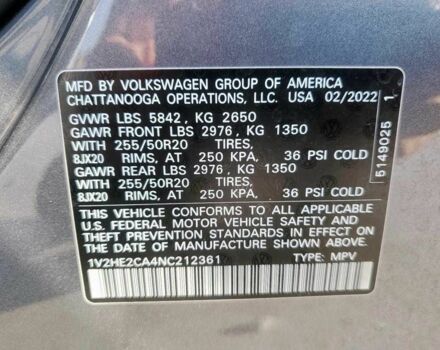 MFD BY VOLKSWAGEN GROUP OF AMERICA
CHATTANOOGA OPERATIONS, LLC. USA 02/2022
GVWR LBS 5842, KG 2650
GAWR FRONT LBS 2976, KG 1350
WITH 255/50R20 TIRES,
8JX20 RIMS, AT 250 KPA, 36 PSI COLD
GAWR REAR LBS 2976, KG 1350
WITH 255/50R20 TIRES,
8JX20 RIMS, AT 250 KPA, 36 PSI COLD
THIS VEHICLE CONFORMS TO ALL APPLICABLE
U.S. FEDERAL MOTOR VEHICLE SAFETY
STANDARDS IN EFFECT ON THE DATE OF
MANUFACTURE SHOWN ABOVE
1V2HE2CA4NC212361 TYPE: MPV
5149025
1